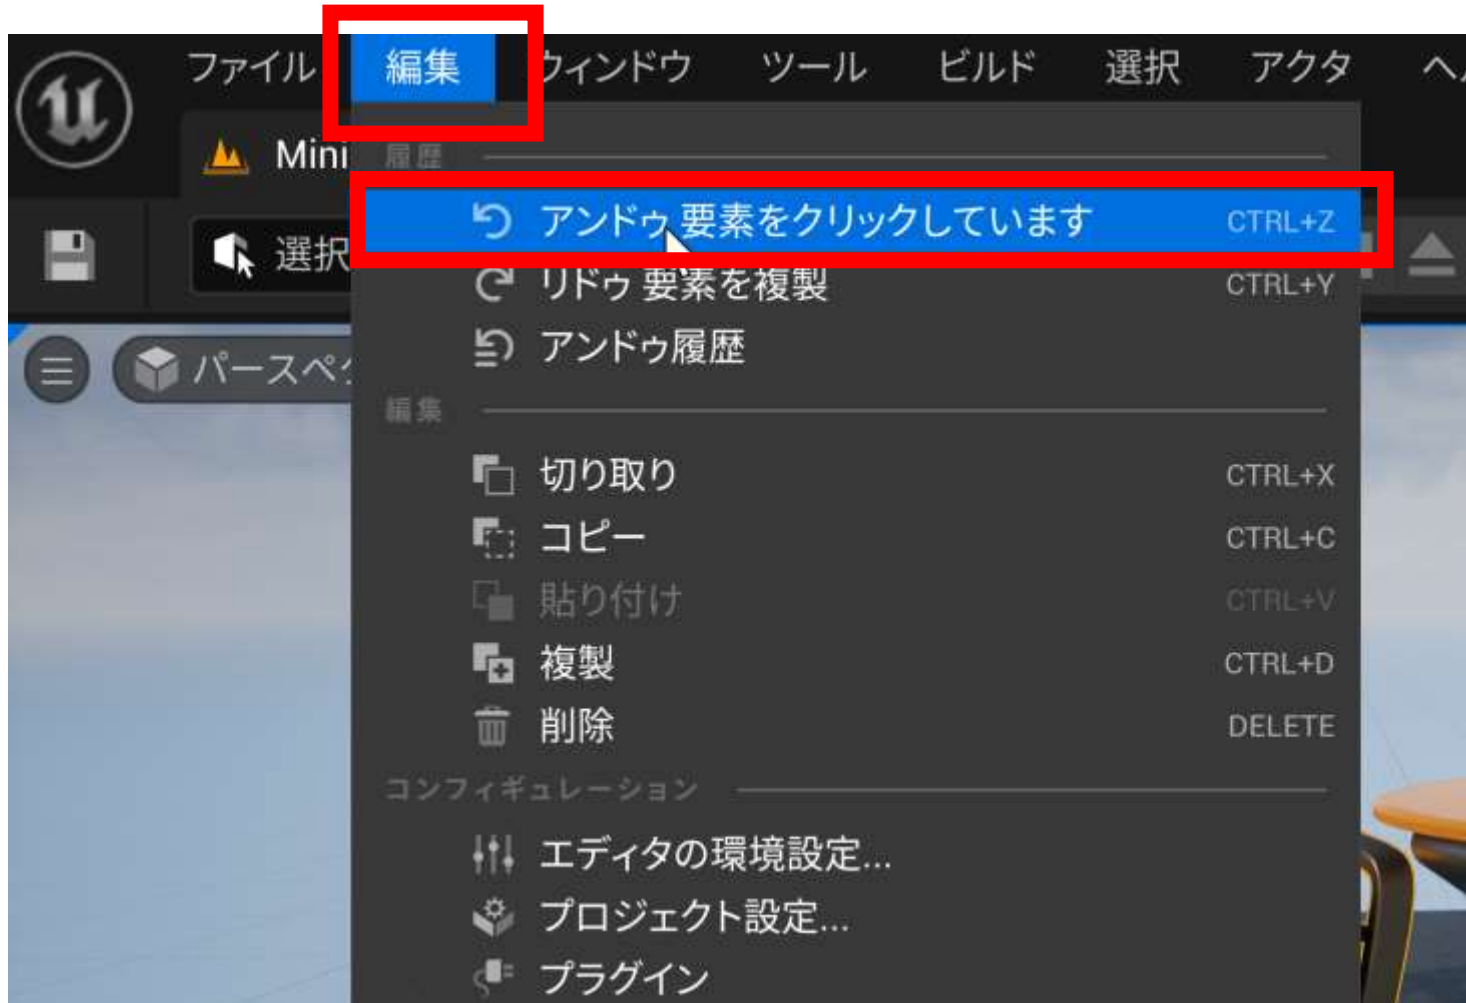 ファイル 編集 ウィンドウ ツール ビルド 選択 アクタ
Mini
履歴
選択
アンドゥ 要素をクリックしています CTRL+Z
リドゥ 要素を複製 CTRL+Y
アンドゥ履歴
パースペ
編集
切り取り CTRL+X
コピー CTRL+C
貼り付け CTRL+V
複製 CTRL+D
削除 DELETE
コンフィギュレーション
エディタの環境設定...
プロジェクト設定...
プラグイン